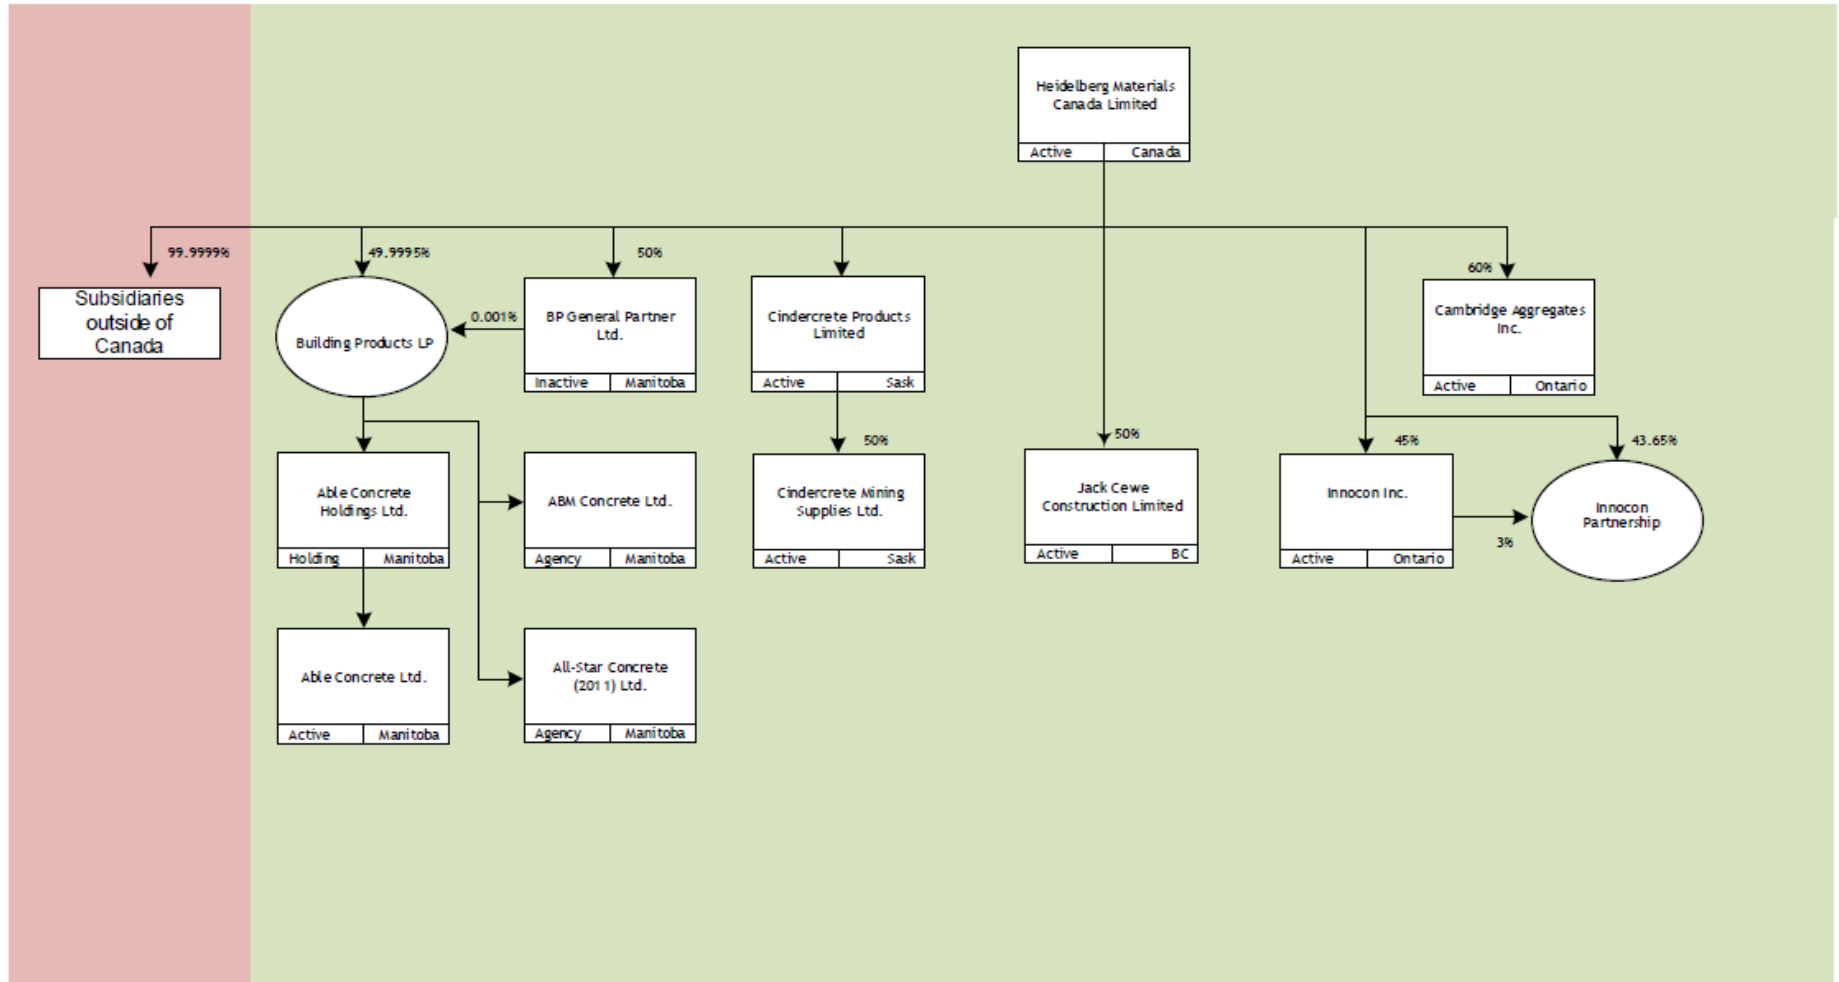 Heidelberg Materials
Canada Limited
Active Canada
99.9999%
49.9995%
50%
60%
Subsidiaries
outside of
Canada
Building Products LP
0.001%
BP General Partner
Ltd.
Inactive Manitoba
Cindercrete Products
Limited
Active Sask
Cambridge Aggregates
Inc.
Active Ontario
50%
50%
45%
43.65%
Able Concrete
Holdings Ltd.
Holding Manitoba
ABM Concrete Ltd.
Agency Manitoba
Cindercrete Mining
Supplies Ltd.
Active Sask
Jack Cewe
Construction Limited
Active BC
Innocon Inc.
Active Ontario
3%
Innocon
Partnership
Able Concrete Ltd.
Active Manitoba
All-Star Concrete
(2011) Ltd.
Agency Manitoba